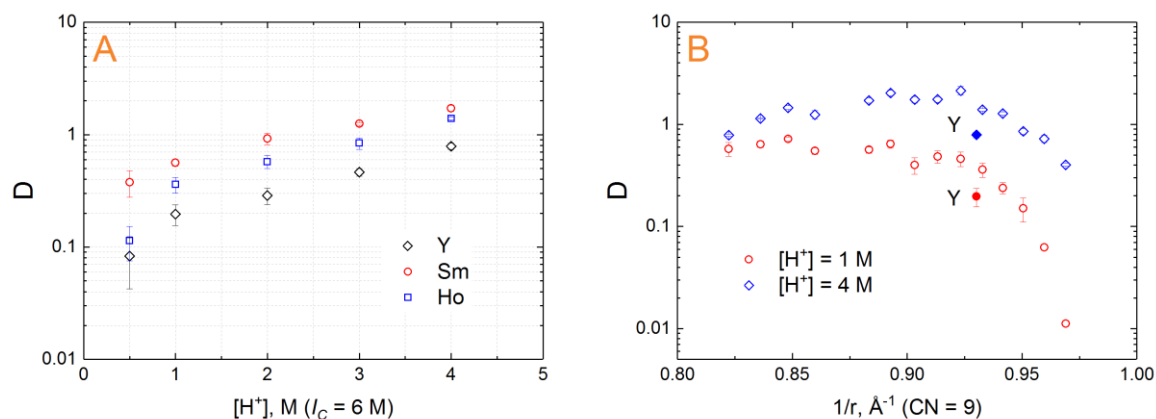 A
10
1
0.1
0.01
D
0
1
2
3
4
5
[H⁺], M (I_C = 6 M)
Y
Sm
Ho
B
10
1
0.1
0.01
D
0.80
0.85
0.90
0.95
1.00
1/r, Å⁻¹ (CN = 9)
Y
Y
[H⁺] = 1 M
[H⁺] = 4 M